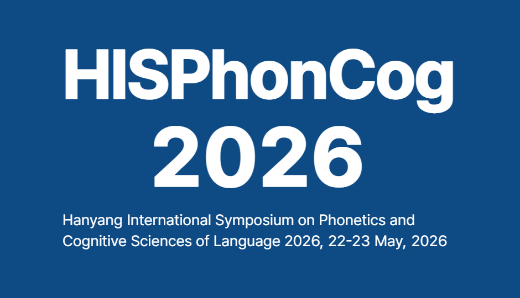 HISPhonCog
2026
Hanyang International Symposium on Phonetics and
Cognitive Sciences of Language 2026, 22-23 May, 2026